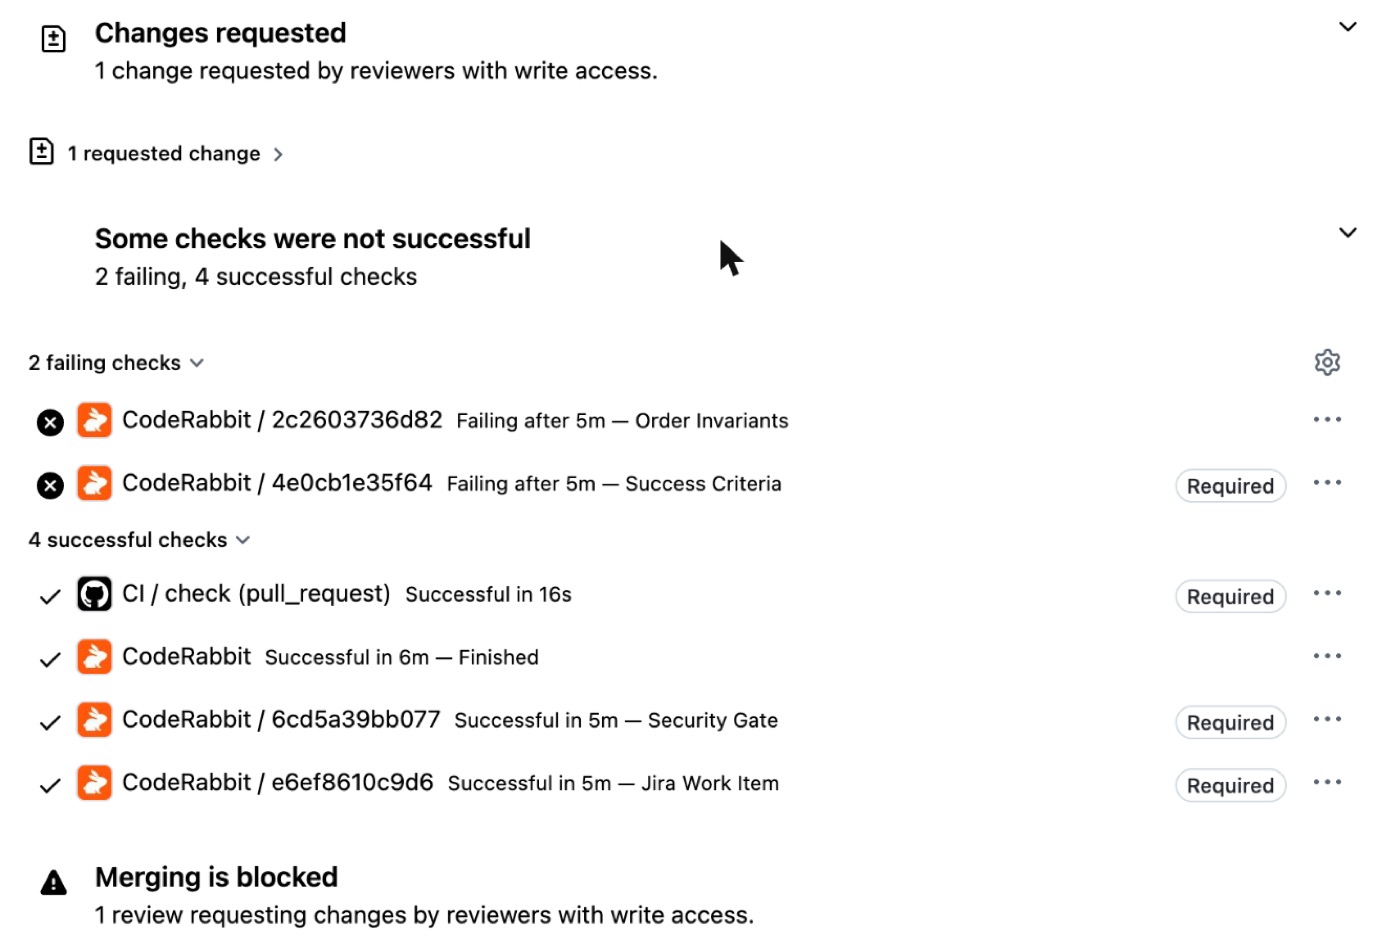 Changes requested
1 change requested by reviewers with write access.
1 requested change
Some checks were not successful
2 failing, 4 successful checks
2 failing checks
CodeRabbit / 2c2603736d82 Failing after 5m — Order Invariants
CodeRabbit / 4e0cb1e35f64 Failing after 5m — Success Criteria Required
4 successful checks
CI / check (pull_request) Successful in 16s Required
CodeRabbit Successful in 6m — Finished
CodeRabbit / 6cd5a39bb077 Successful in 5m — Security Gate Required
CodeRabbit / e6ef8610c9d6 Successful in 5m — Jira Work Item Required
Merging is blocked
1 review requesting changes by reviewers with write access.